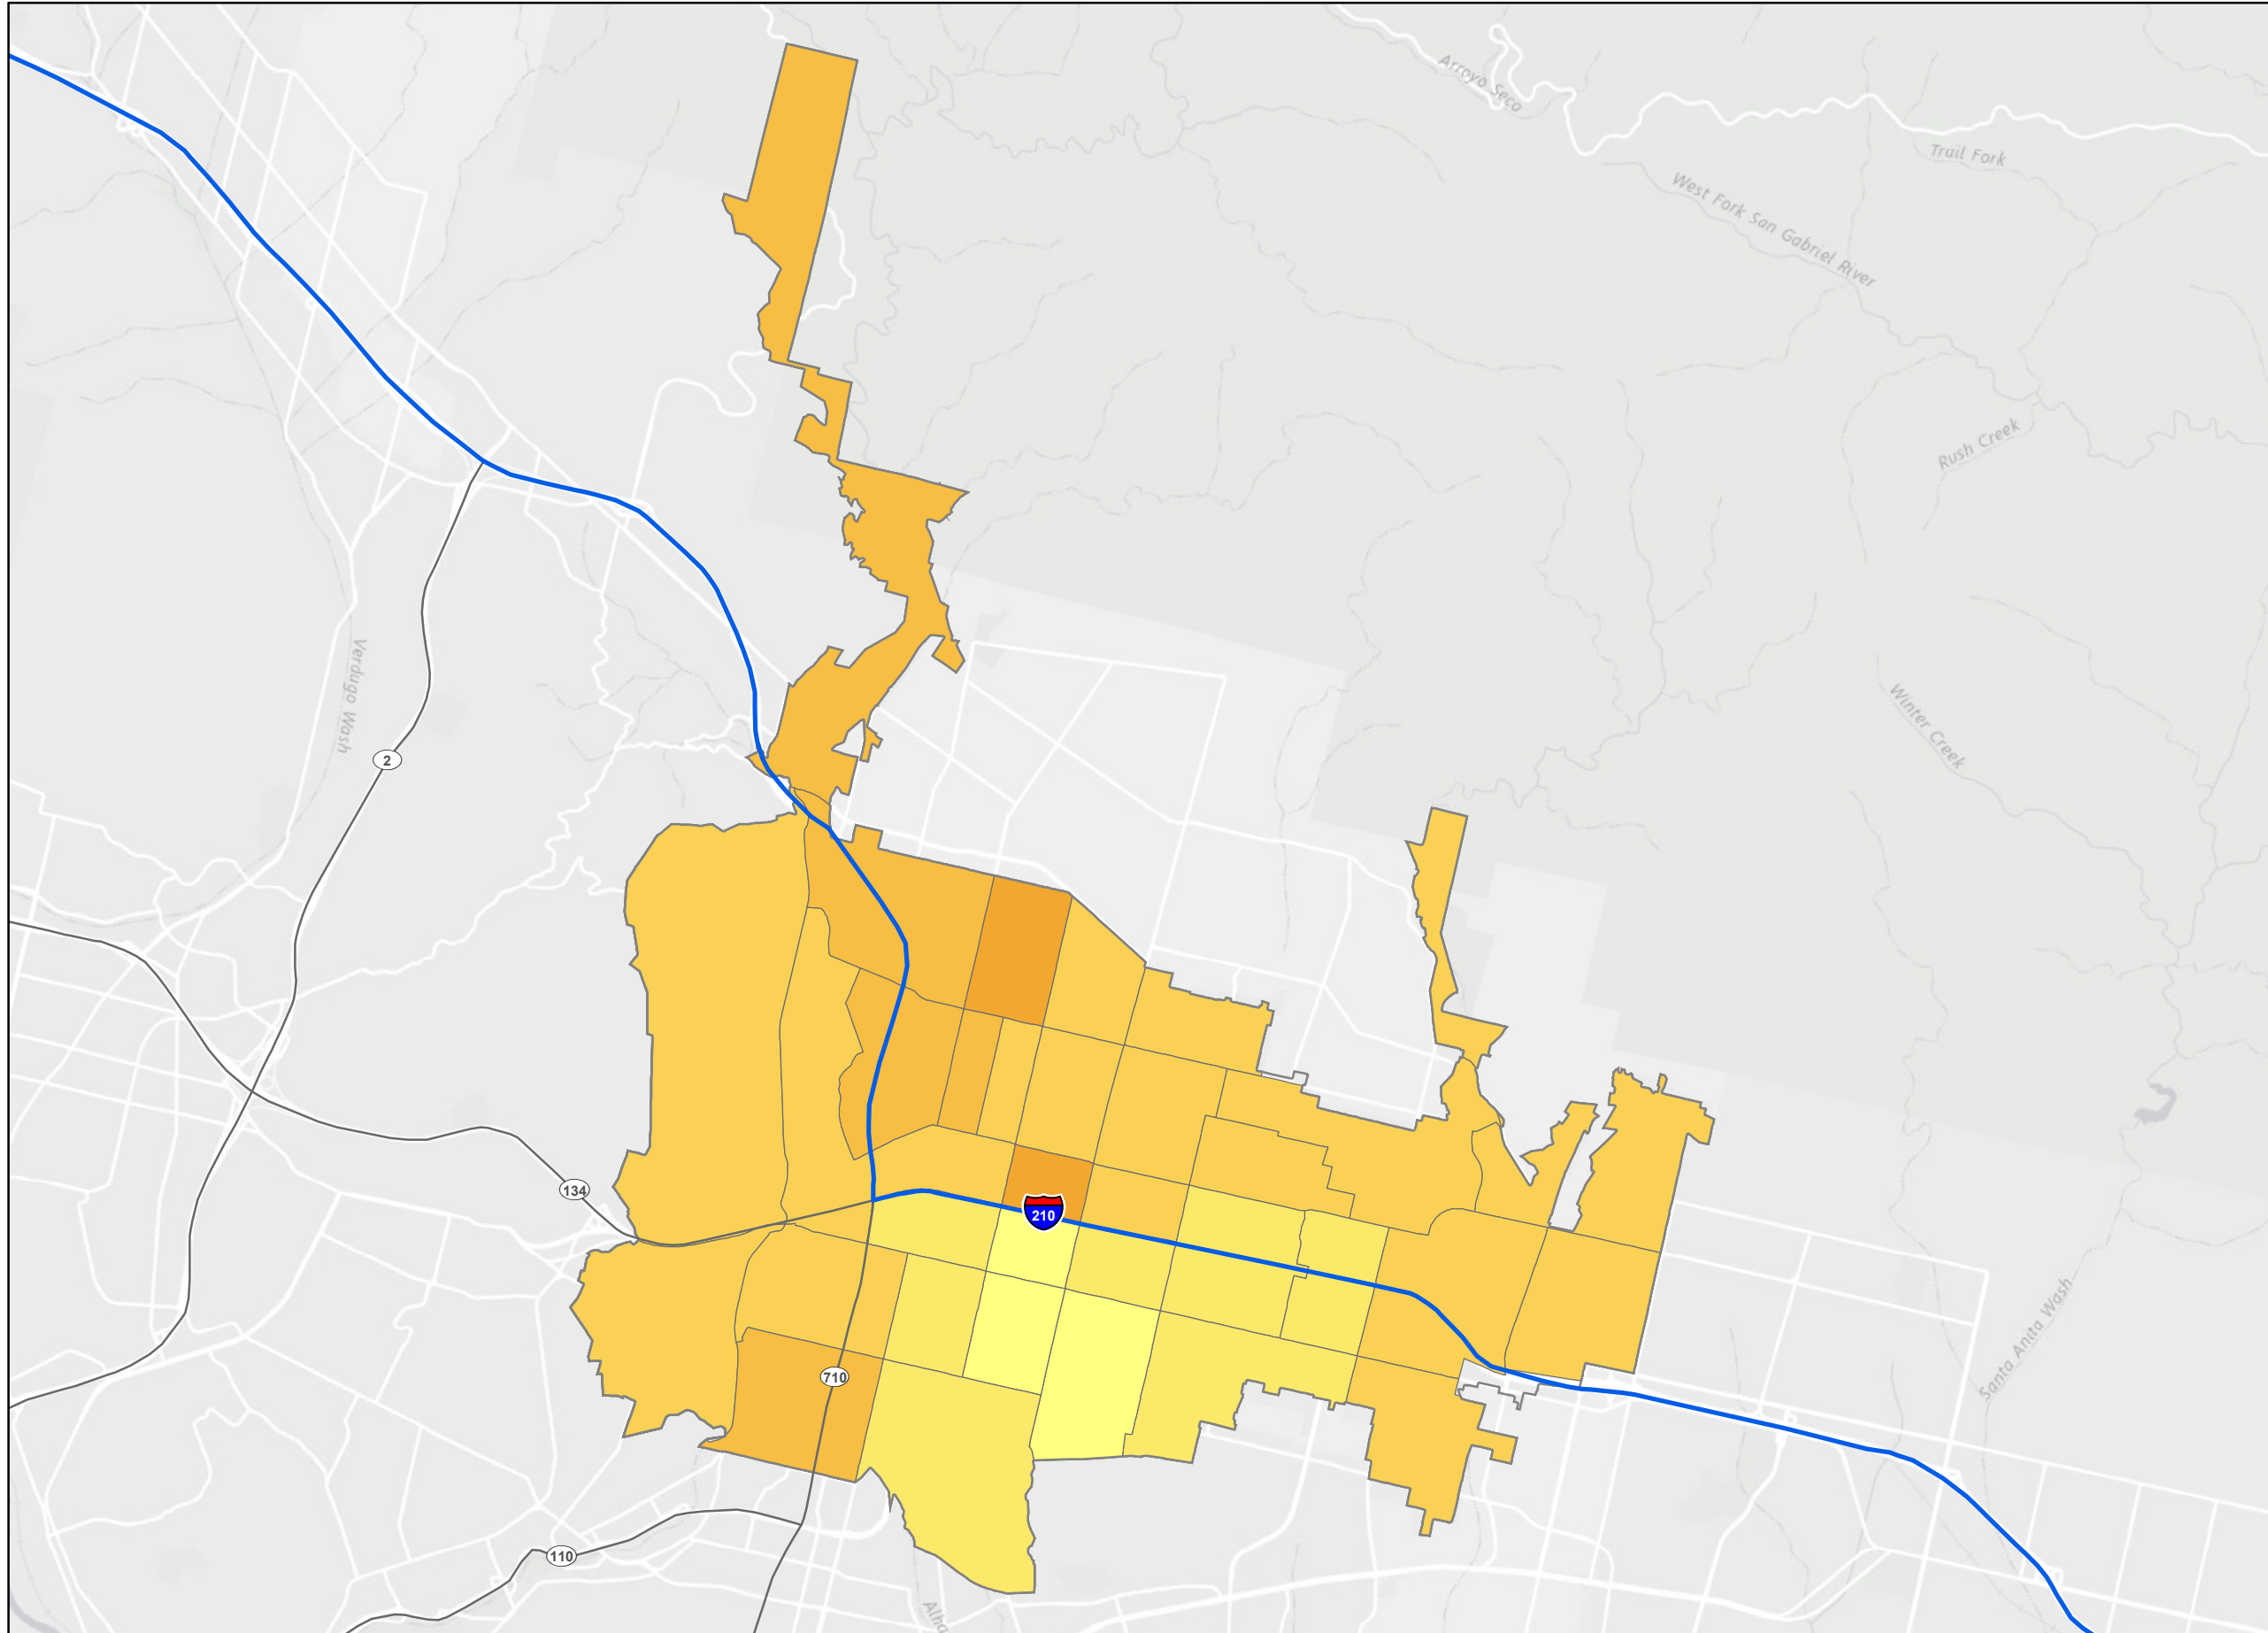 Arroyo Seco
Trail Fork
West Fork San Gabriel River
Rush Creek
Verdugo Wash
Winter Creek
2
134
210
Santa Anita Wash
710
110
Alha